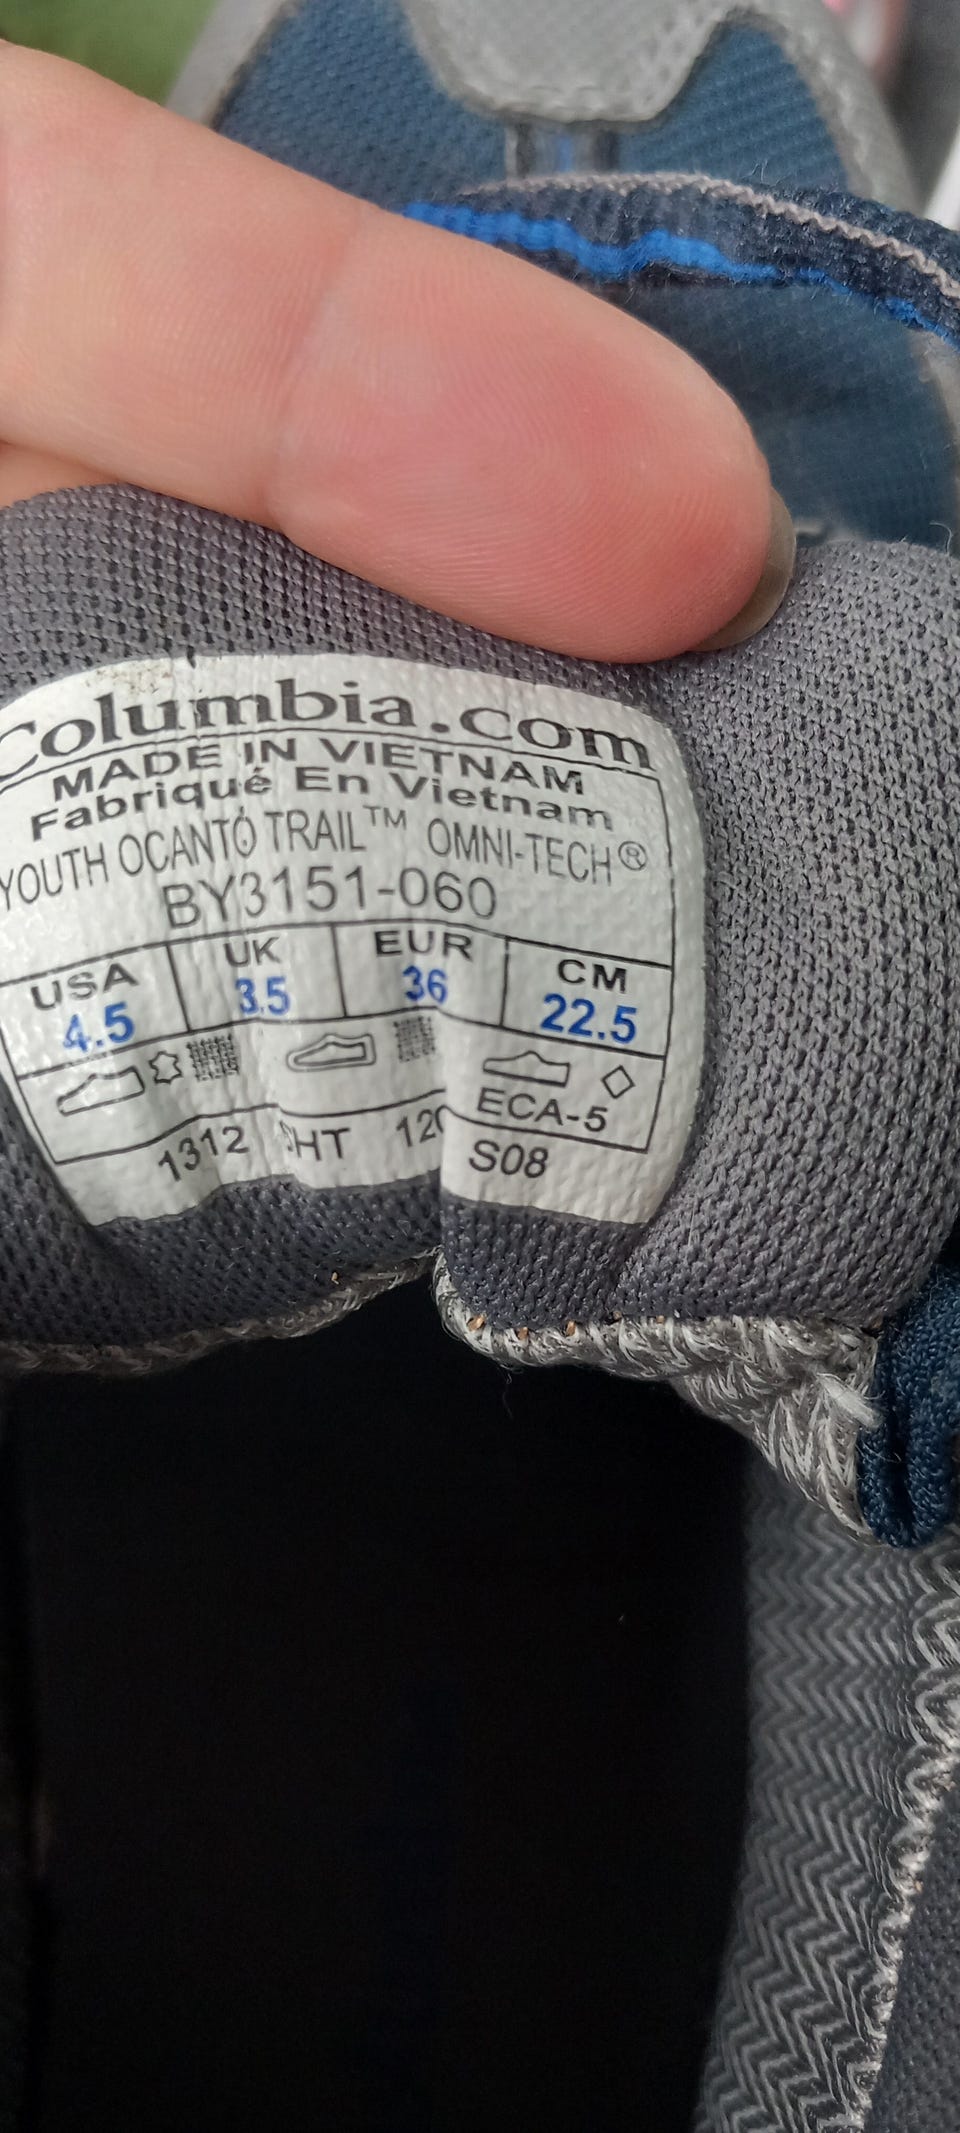 Columbia.com
MADE IN VIETNAM
Fabriqué En Vietnam
YOUTH OCANTO TRAIL™ OMNI-TECH®
BY3151-060
USA UK EUR CM
4.5 3.5 36 22.5
ECA-5
1312 S08